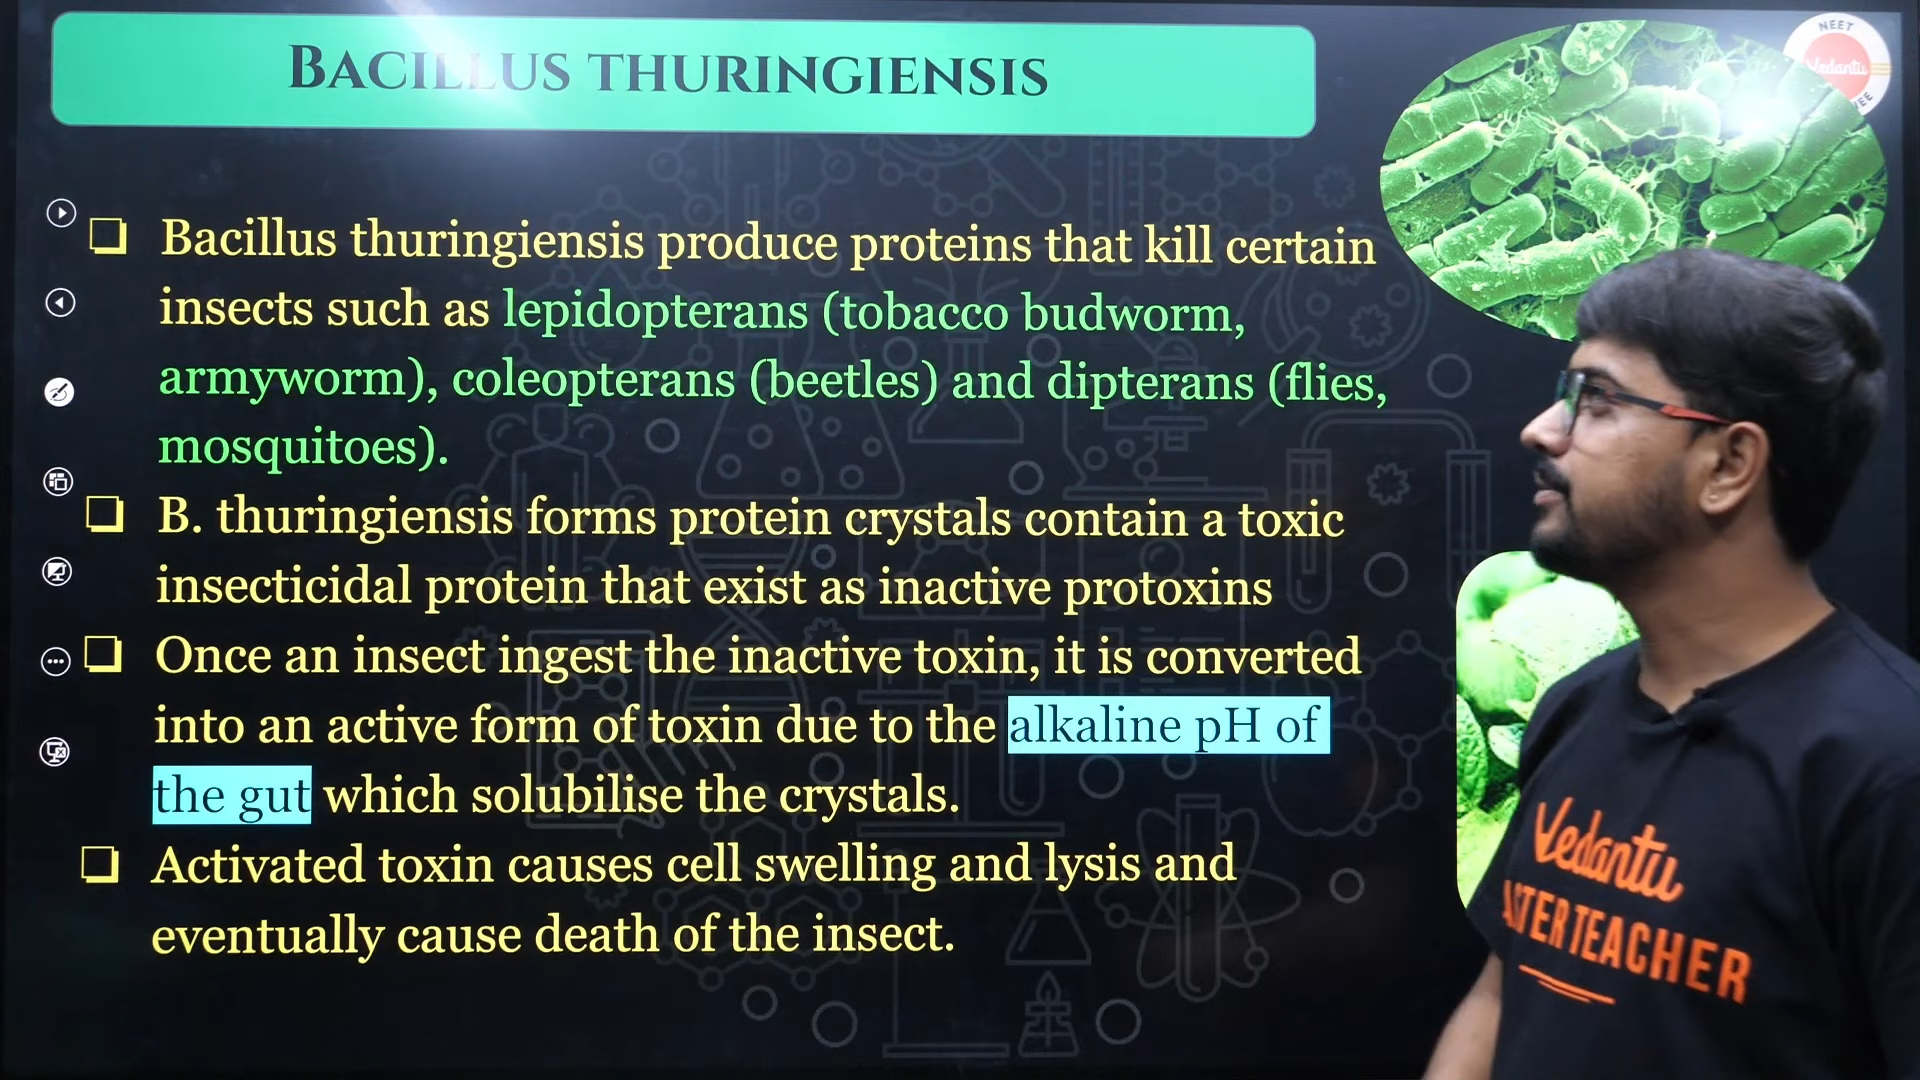 BACILLUS THURINGIENSIS
NEET
Vedantu
Bacillus thuringiensis produce proteins that kill certain
insects such as lepidopterans (tobacco budworm,
armyworm), coleopterans (beetles) and dipterans (flies,
mosquitoes).
B. thuringiensis forms protein crystals contain a toxic
insecticidal protein that exist as inactive protoxins
Once an insect ingest the inactive toxin, it is converted
into an active form of toxin due to the alkaline pH of
the gut which solubilise the crystals.
Activated toxin causes cell swelling and lysis and
eventually cause death of the insect.
Vedantu
ASTER TEACHER